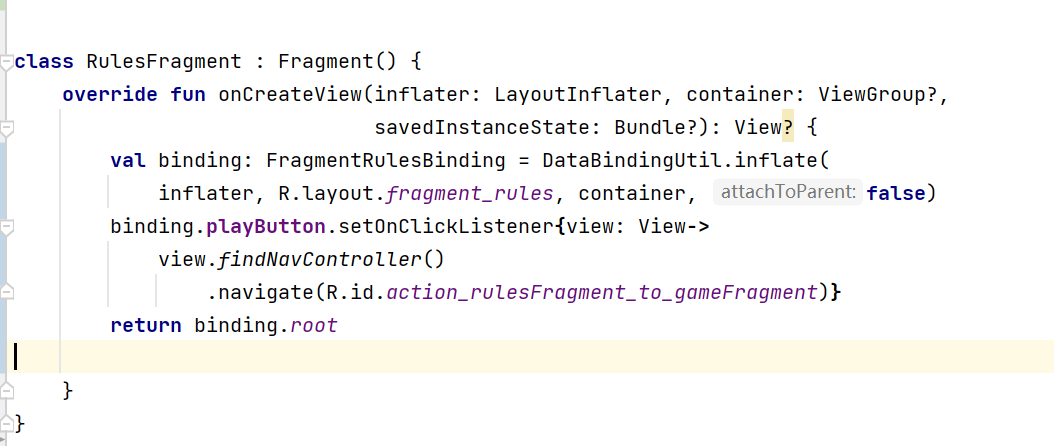 class RulesFragment : Fragment() {
    override fun onCreateView(inflater: LayoutInflater, container: ViewGroup?,
                              savedInstanceState: Bundle?): View? {
        val binding: FragmentRulesBinding = DataBindingUtil.inflate(
            inflater, R.layout.fragment_rules, container, attachToParent: false)
        binding.playButton.setOnClickListener{view: View->
            view.findNavController()
                .navigate(R.id.action_rulesFragment_to_gameFragment)}
        return binding.root
    }
}